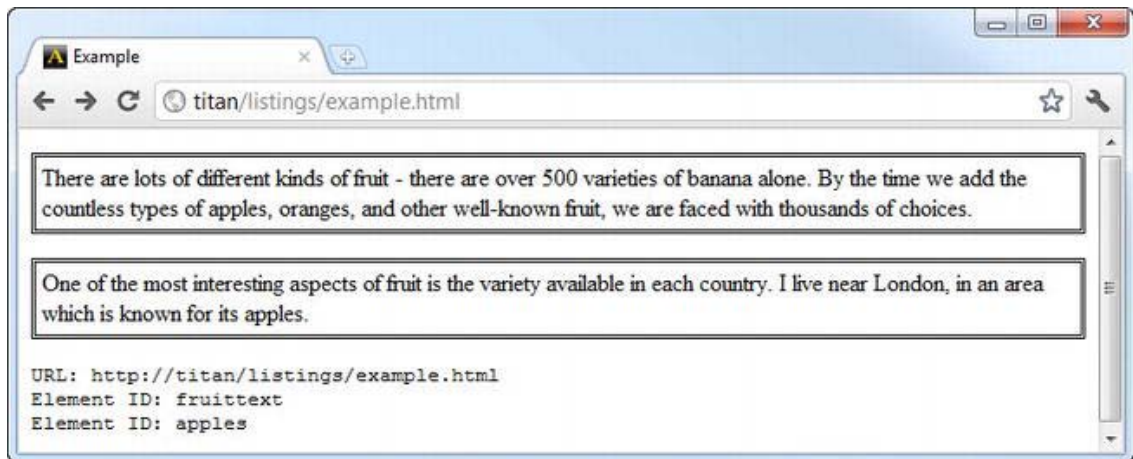 Example
titan/listings/example.html
There are lots of different kinds of fruit - there are over 500 varieties of banana alone. By the time we add the
countless types of apples, oranges, and other well-known fruit, we are faced with thousands of choices.
One of the most interesting aspects of fruit is the variety available in each country. I live near London, in an area
which is known for its apples.
URL: http://titan/listings/example.html
Element ID: fruittext
Element ID: apples